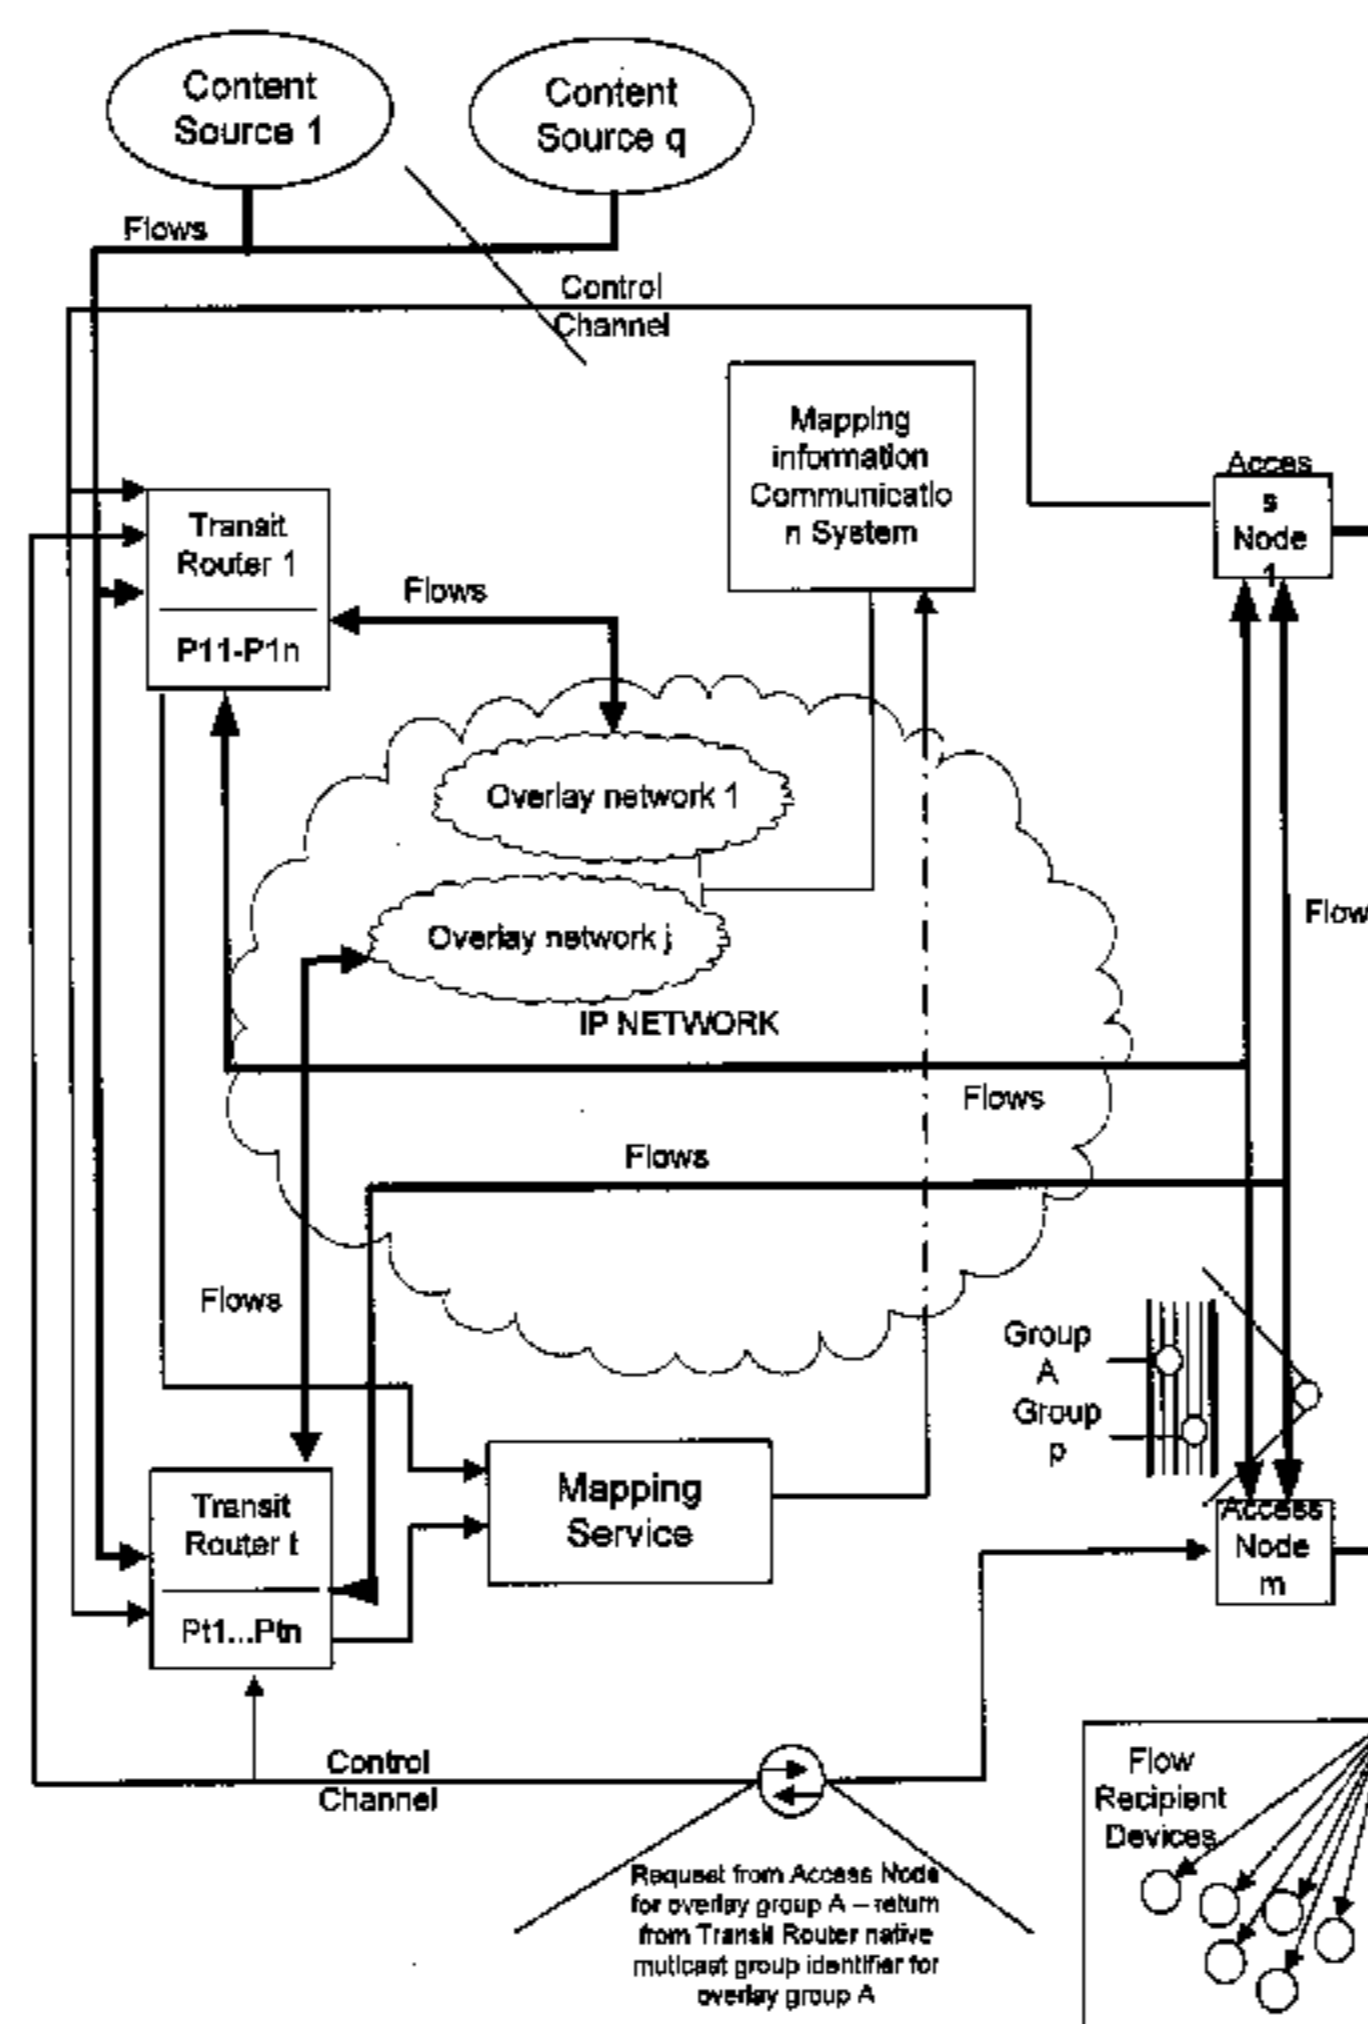 Content
Source 1
Content
Source q
Flows
Control
Channel
Mapping
information
Communicatio
n System
Acces
s
Node
1
Transit
Router 1
P11-P1n
Flows
Overlay network 1
Overlay network j
Flow
IP NETWORK
Flows
Flows
Flows
Group
A
Group
p
Mapping
Service
Transit
Router t
Pt1...Ptn
Access
Node
m
Control
Channel
Flow
Recipient
Devices
Request from Access Node
for overlay group A – return
from Transit Router native
muticast group identifier for
overlay group A